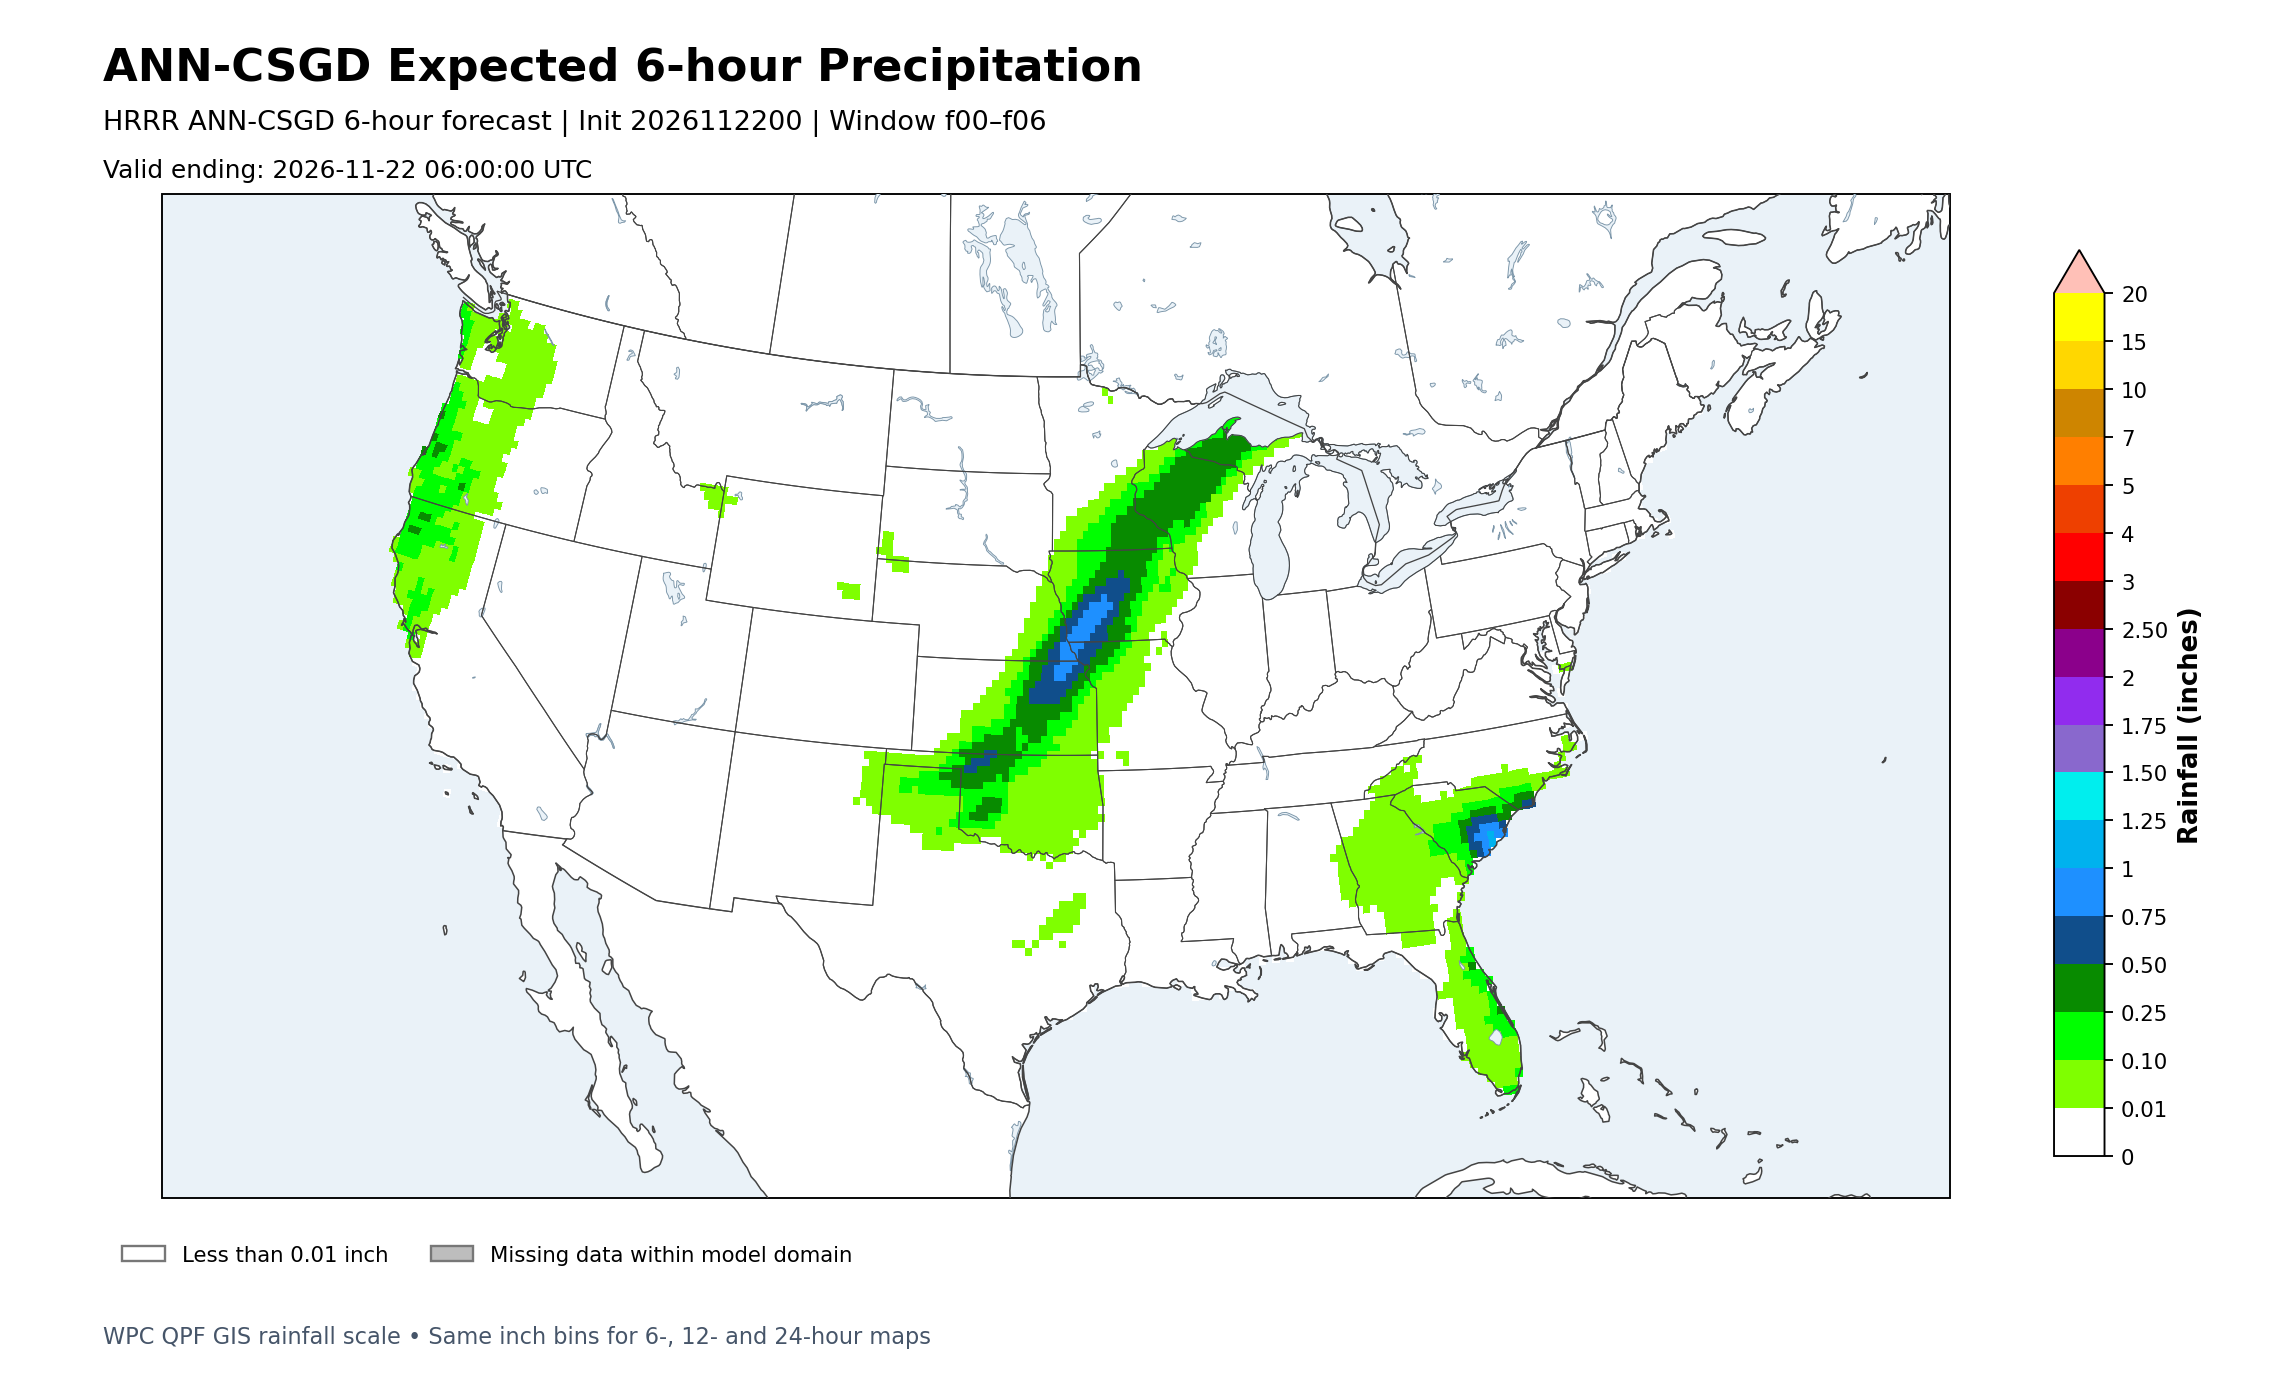 ANN-CSGD Expected 6-hour Precipitation
HRRR ANN-CSGD 6-hour forecast | Init 2026112200 | Window f00–f06
Valid ending: 2026-11-22 06:00:00 UTC
20
15
10
7
5
4
3
2.50
2
1.75
1.50
1.25
1
0.75
0.50
0.25
0.10
0.01
0
Rainfall (inches)
Less than 0.01 inch
Missing data within model domain
WPC QPF GIS rainfall scale • Same inch bins for 6-, 12- and 24-hour maps